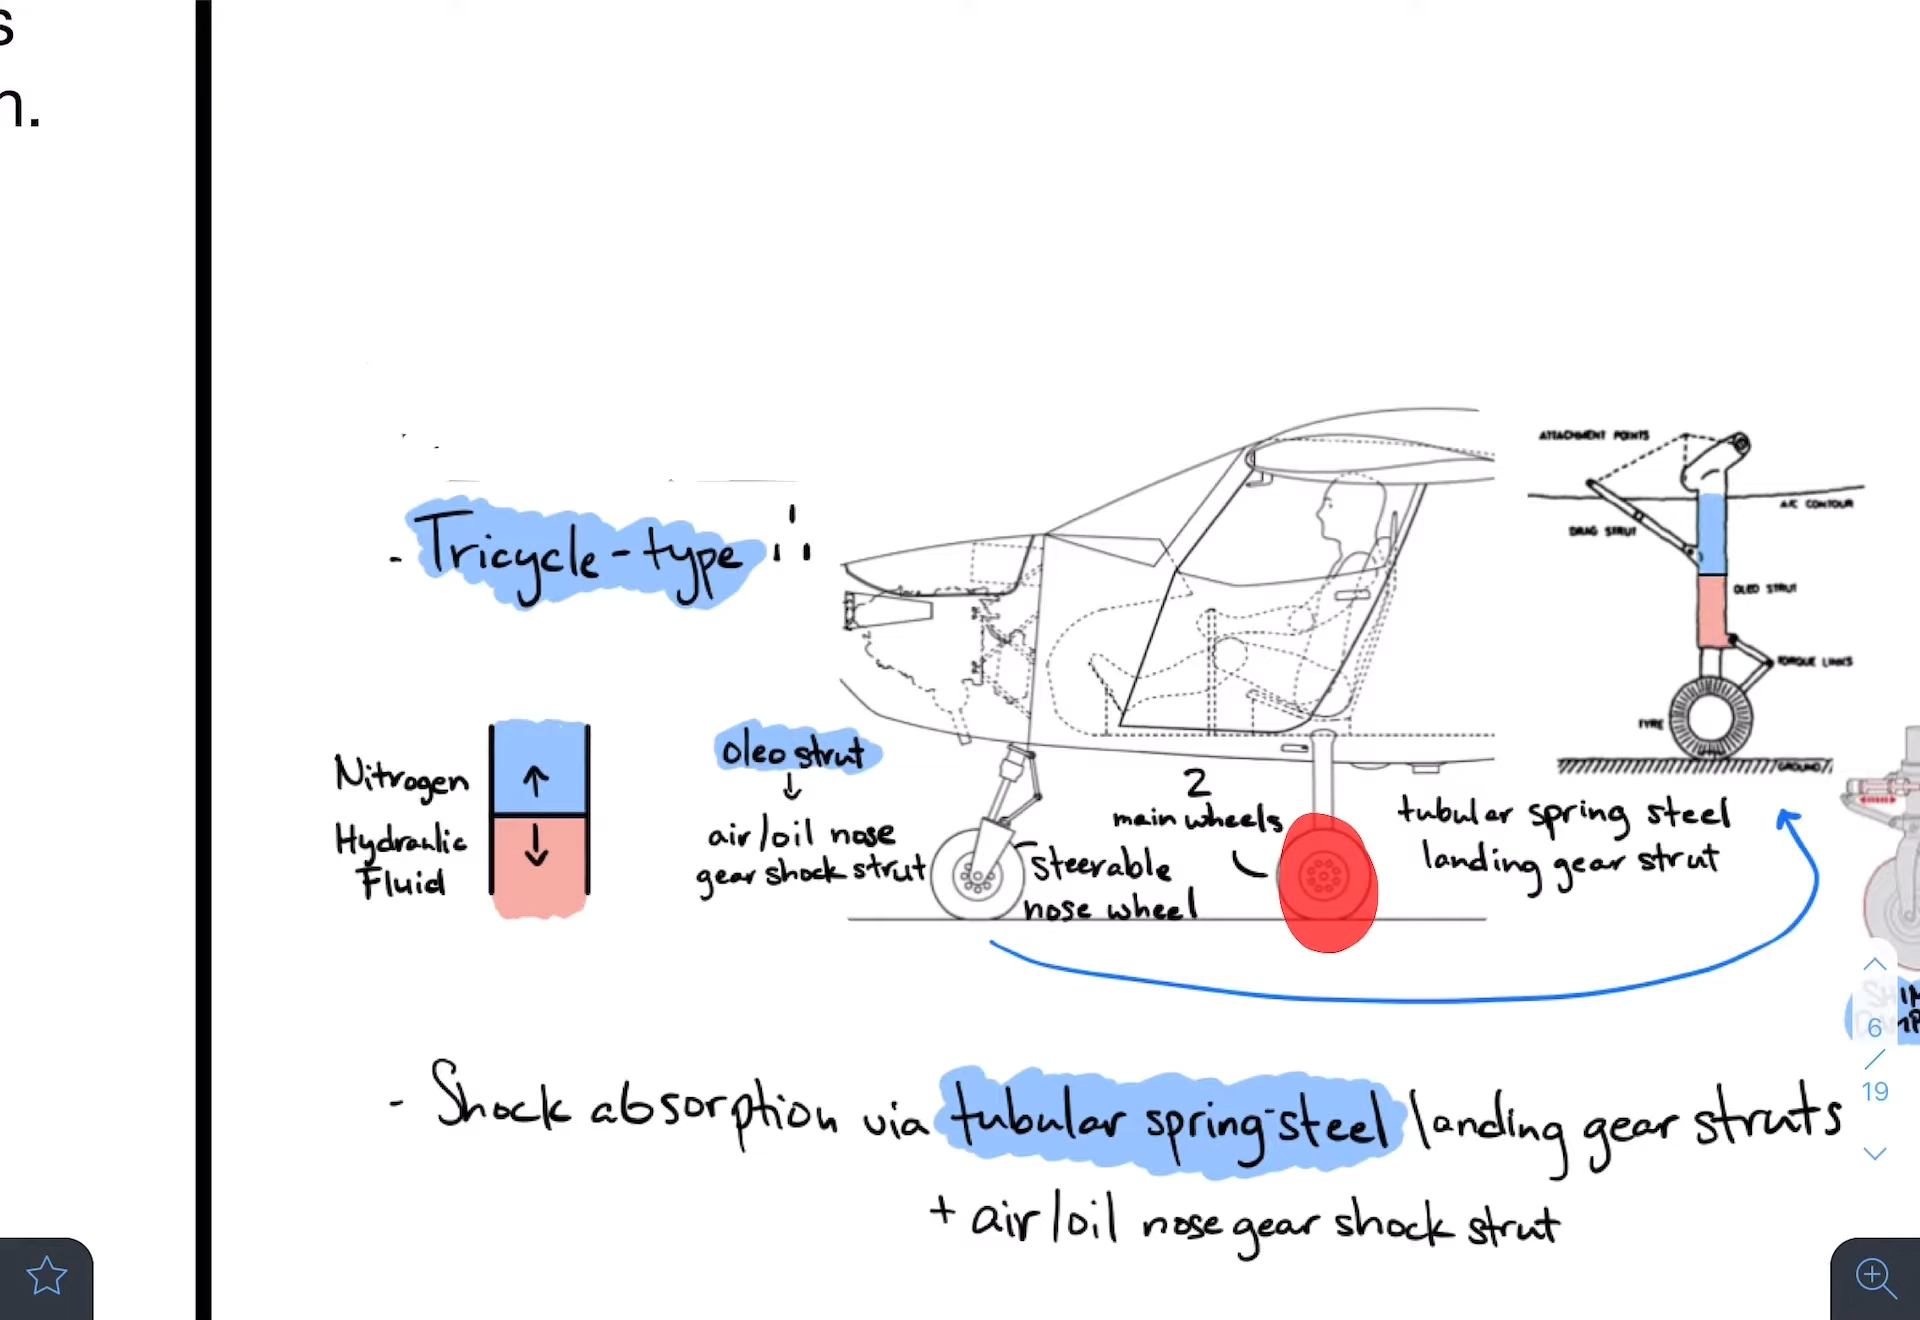 s
n.
- Tricycle-type
ATTACHMENT POINTS
A/C CONTOUR
DRAG STRUT
OLEO STRUT
TORQUE LINKS
TYRE
GROUND
Nitrogen
Hydraulic
Fluid
oleo strut
air/oil nose
gear shock strut
steerable
nose wheel
2
main wheels
tubular spring steel
landing gear strut
6
/
19
- Shock absorption via tubular spring-steel landing gear struts
+ air/oil nose gear shock strut